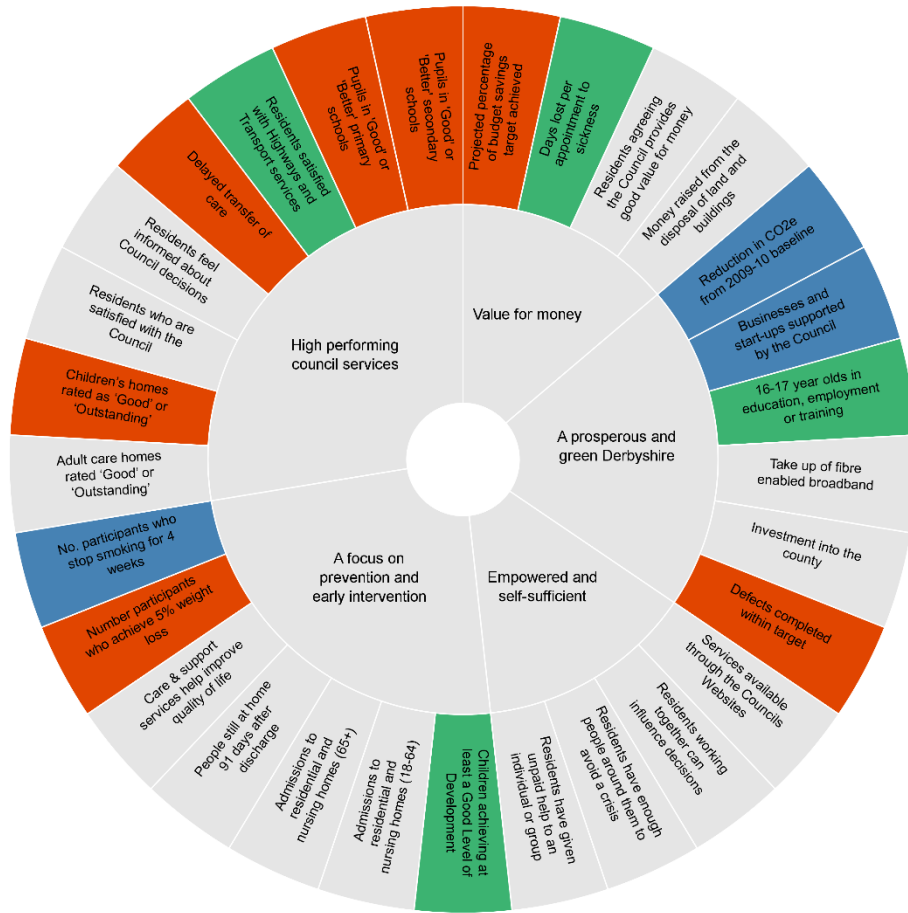 Value for money
A prosperous and
green Derbyshire
Empowered and
self-sufficient
A focus on
prevention and
early intervention
High performing
council services
Projected percentage
of budget savings
target achieved
Days lost per
appointment to
sickness
Residents agreeing
the Council provides
good value for money
Money raised from the
disposal of land and
buildings
Reduction in CO2e
from 2009-10 baseline
Businesses and
start-ups supported
by the Council
16-17 year olds in
education, employment
or training
Take up of fibre
enabled broadband
Investment into the
county
Defects completed
within target
Services available
through the Councils
Websites
Residents working
together can
influence decisions
Residents have enough
people around them to
avoid a crisis
Residents have given
unpaid help to an
individual or group
Children achieving at
least a Good Level of
Development
Admissions to
residential and
nursing homes (18-64)
Admissions to
residential and
nursing homes (65+)
People still at home
91 days after
discharge
Care & support
services help improve
quality of life
Number participants
who achieve 5% weight
loss
No. participants who
stop smoking for 4
weeks
Adult care homes
rated ‘Good’ or
‘Outstanding’
Children’s homes
rated as ‘Good’ or
‘Outstanding’
Residents who are
satisfied with the
Council
Residents feel
informed about
Council decisions
Delayed transfer of
care
Residents satisfied
with Highways and
Transport services
Pupils in 'Good' or
'Better' primary
schools
Pupils in 'Good' or
'Better' secondary
schools